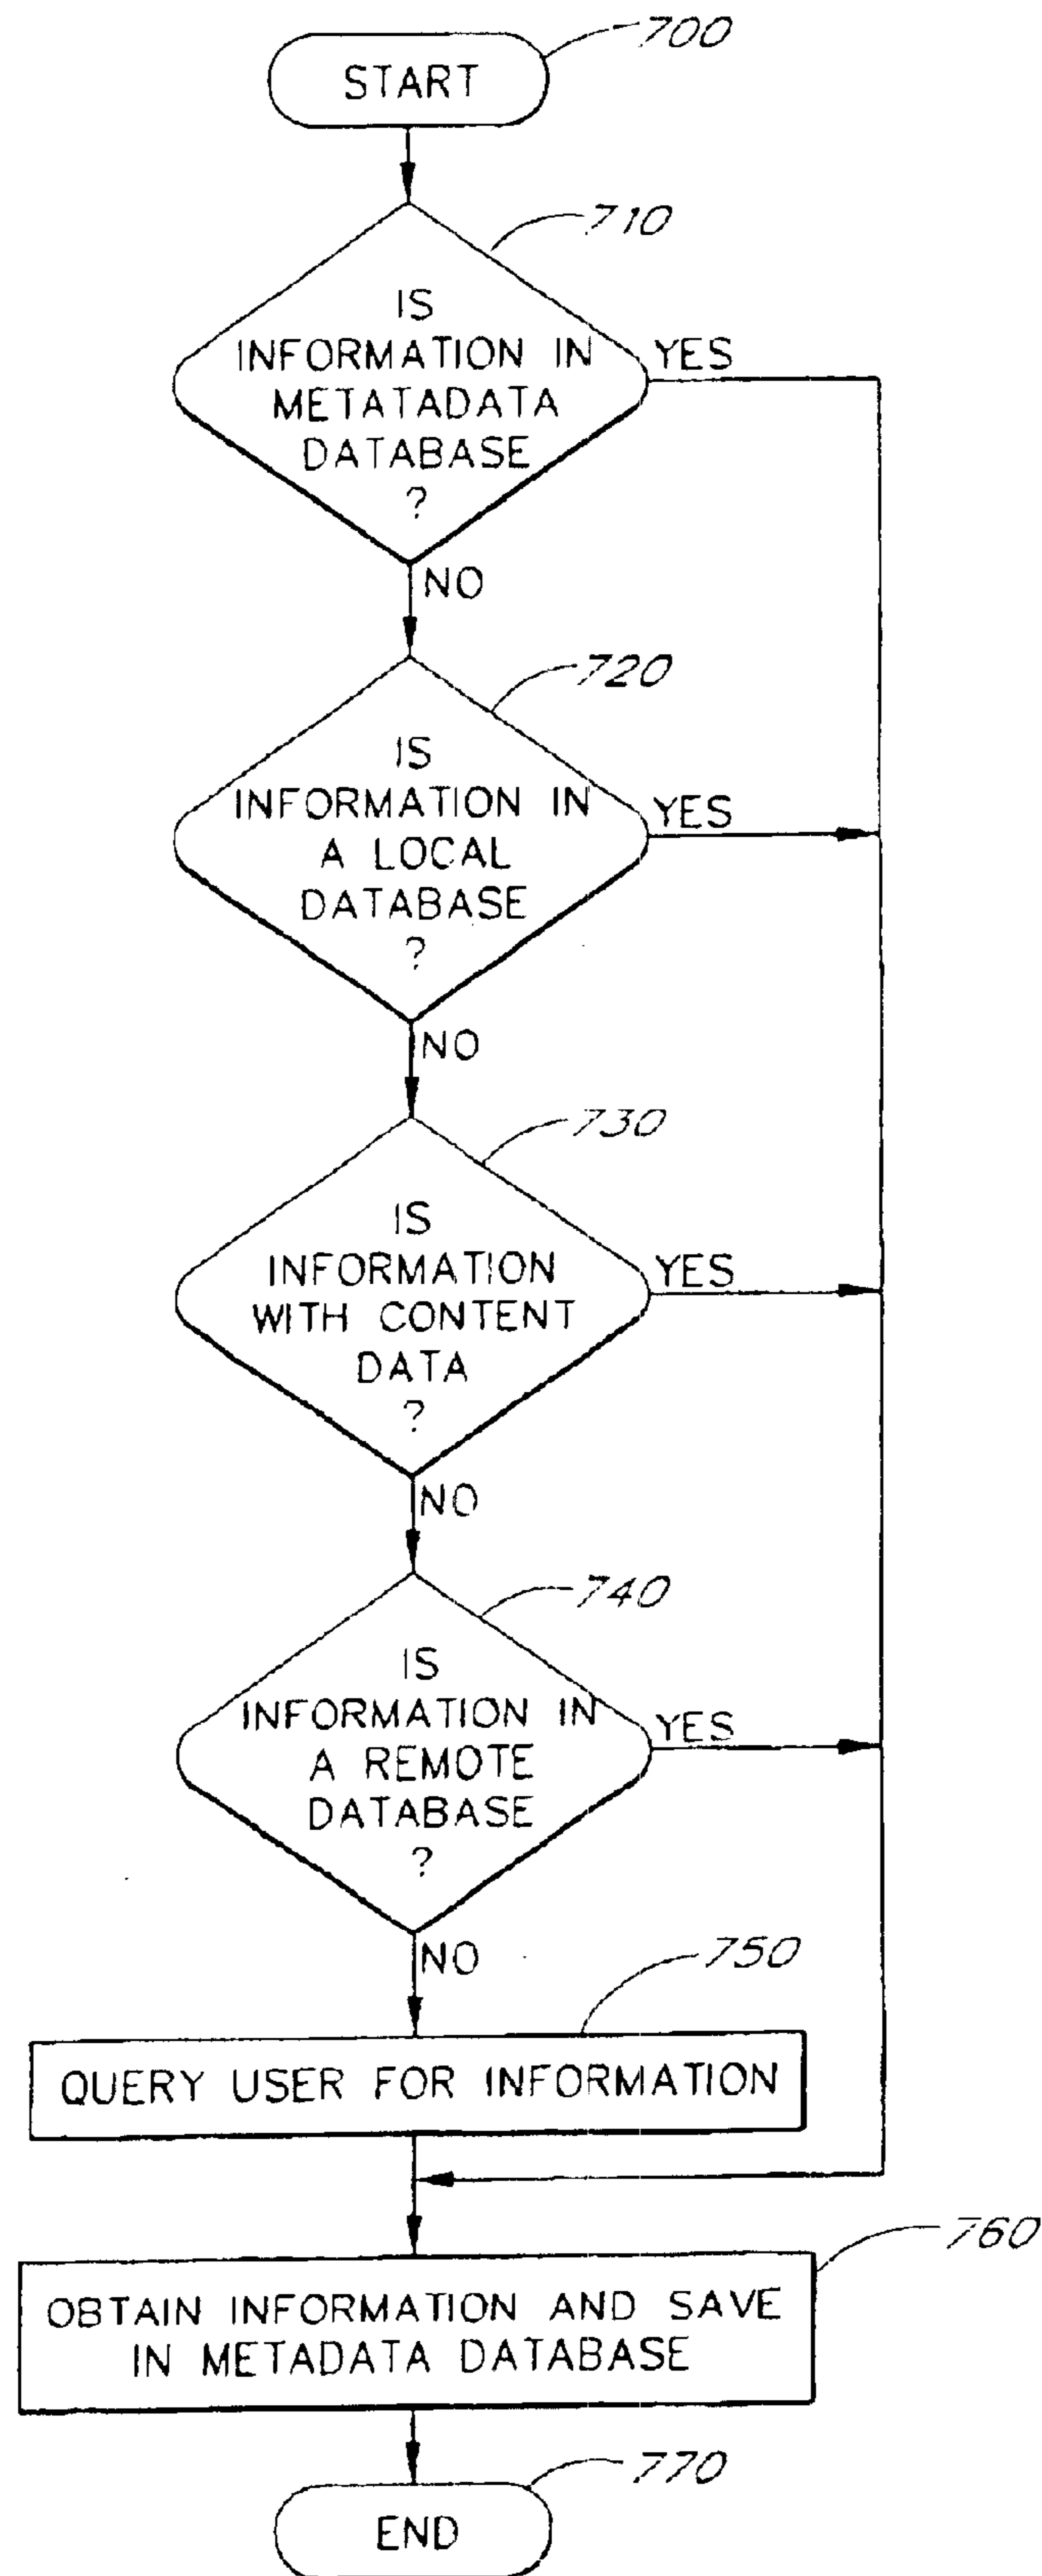 700
START
710
IS
INFORMATION IN
METATADATA
DATABASE
?
YES
NO
720
IS
INFORMATION IN
A LOCAL
DATABASE
?
YES
NO
730
IS
INFORMATION
WITH CONTENT
DATA
?
YES
NO
740
IS
INFORMATION IN
A REMOTE
DATABASE
?
YES
NO
750
QUERY USER FOR INFORMATION
760
OBTAIN INFORMATION AND SAVE
IN METADATA DATABASE
770
END